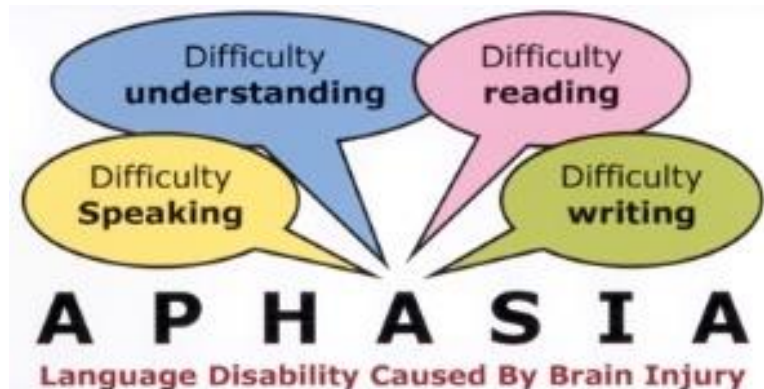 Difficulty
understanding
Difficulty
reading
Difficulty
Speaking
Difficulty
writing
A P H A S I A
Language Disability Caused By Brain Injury